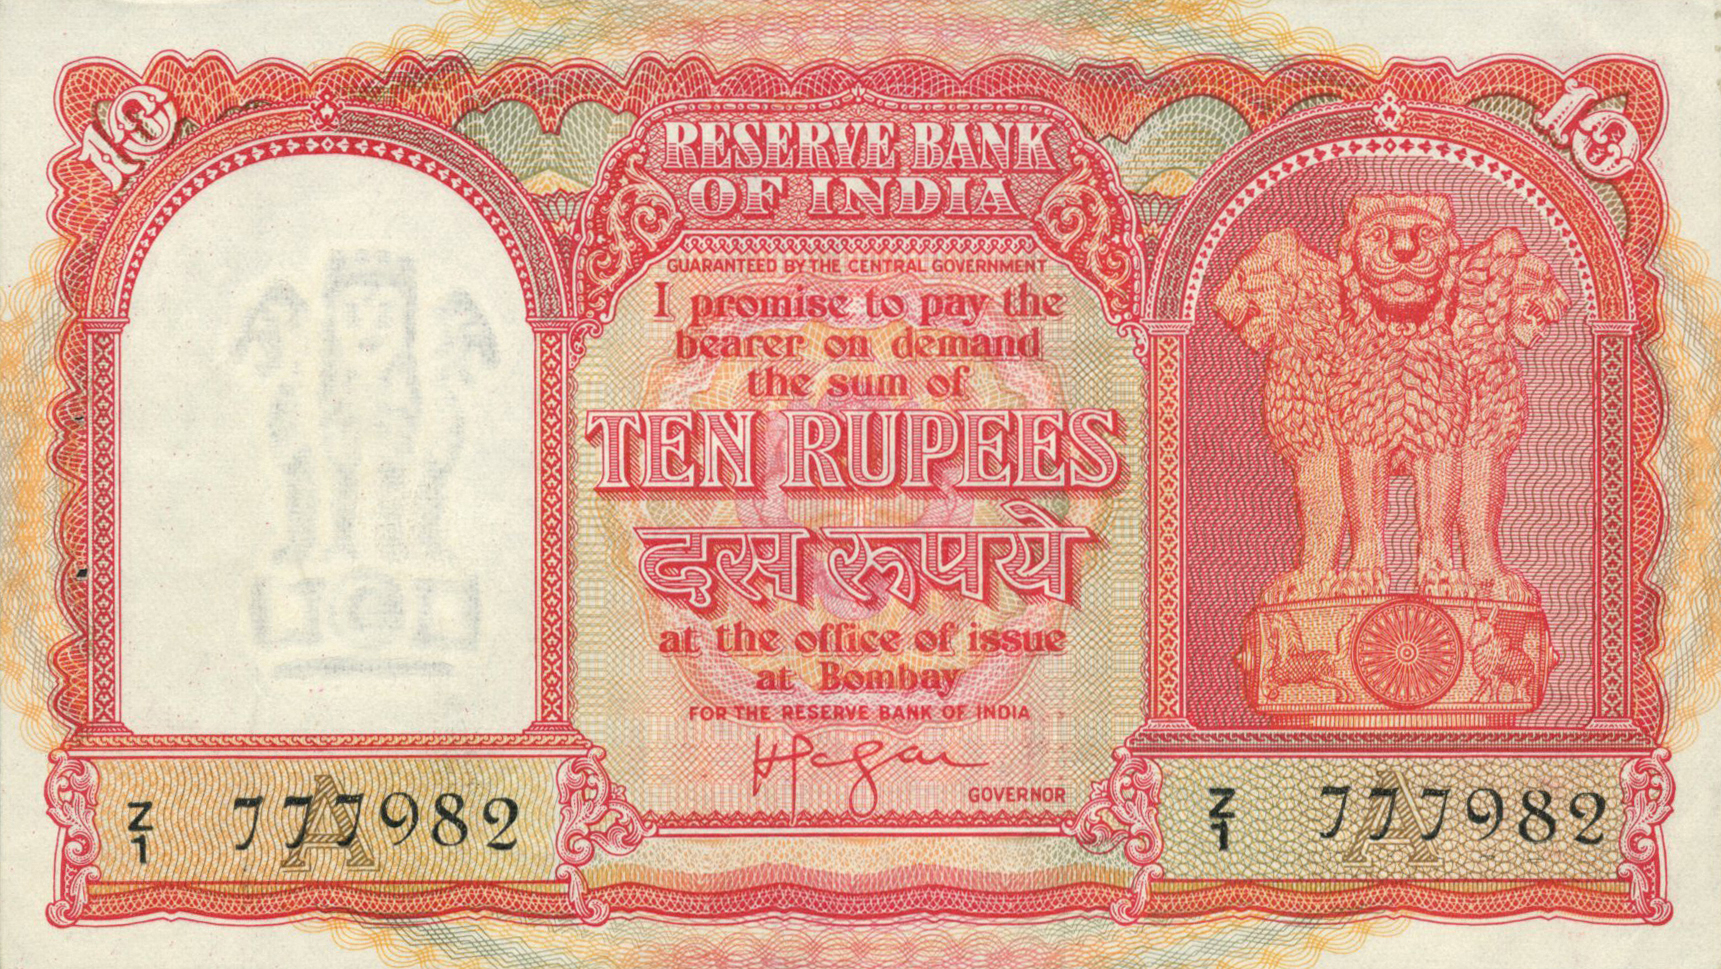 10 10
RESERVE BANK
OF INDIA
GUARANTEED BY THE CENTRAL GOVERNMENT
I promise to pay the
bearer on demand
the sum of
TEN RUPEES
दस रूपये
at the office of issue
at Bombay
FOR THE RESERVE BANK OF INDIA
GOVERNOR
Z/1 777982 A
Z/1 777982 A